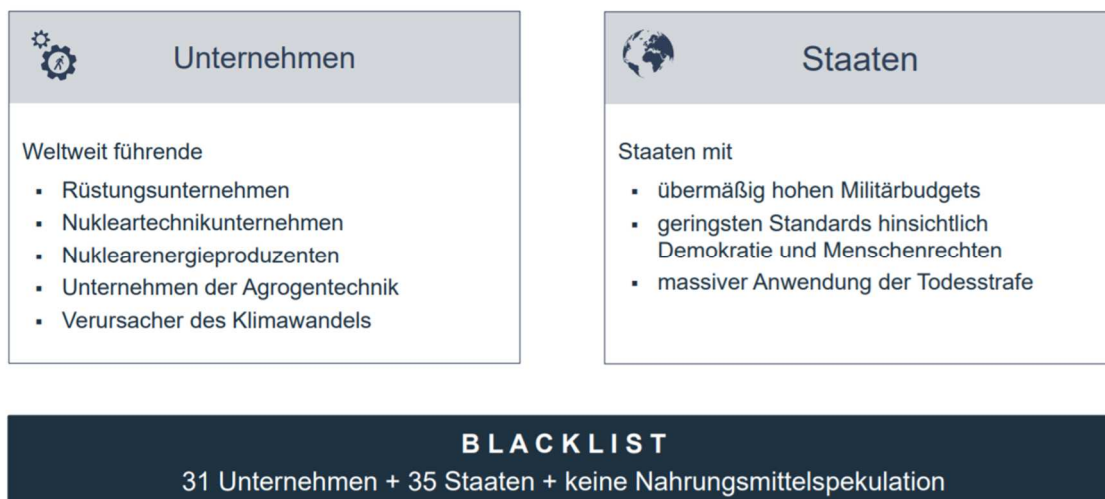 Unternehmen
Weltweit führende
▪ Rüstungsunternehmen
▪ Nukleartechnikunternehmen
▪ Nuklearenergieproduzenten
▪ Unternehmen der Agrogentechnik
▪ Verursacher des Klimawandels
Staaten
Staaten mit
▪ übermäßig hohen Militärbudgets
▪ geringsten Standards hinsichtlich
Demokratie und Menschenrechten
▪ massiver Anwendung der Todesstrafe
BLACKLIST
31 Unternehmen + 35 Staaten + keine Nahrungsmittelspekulation